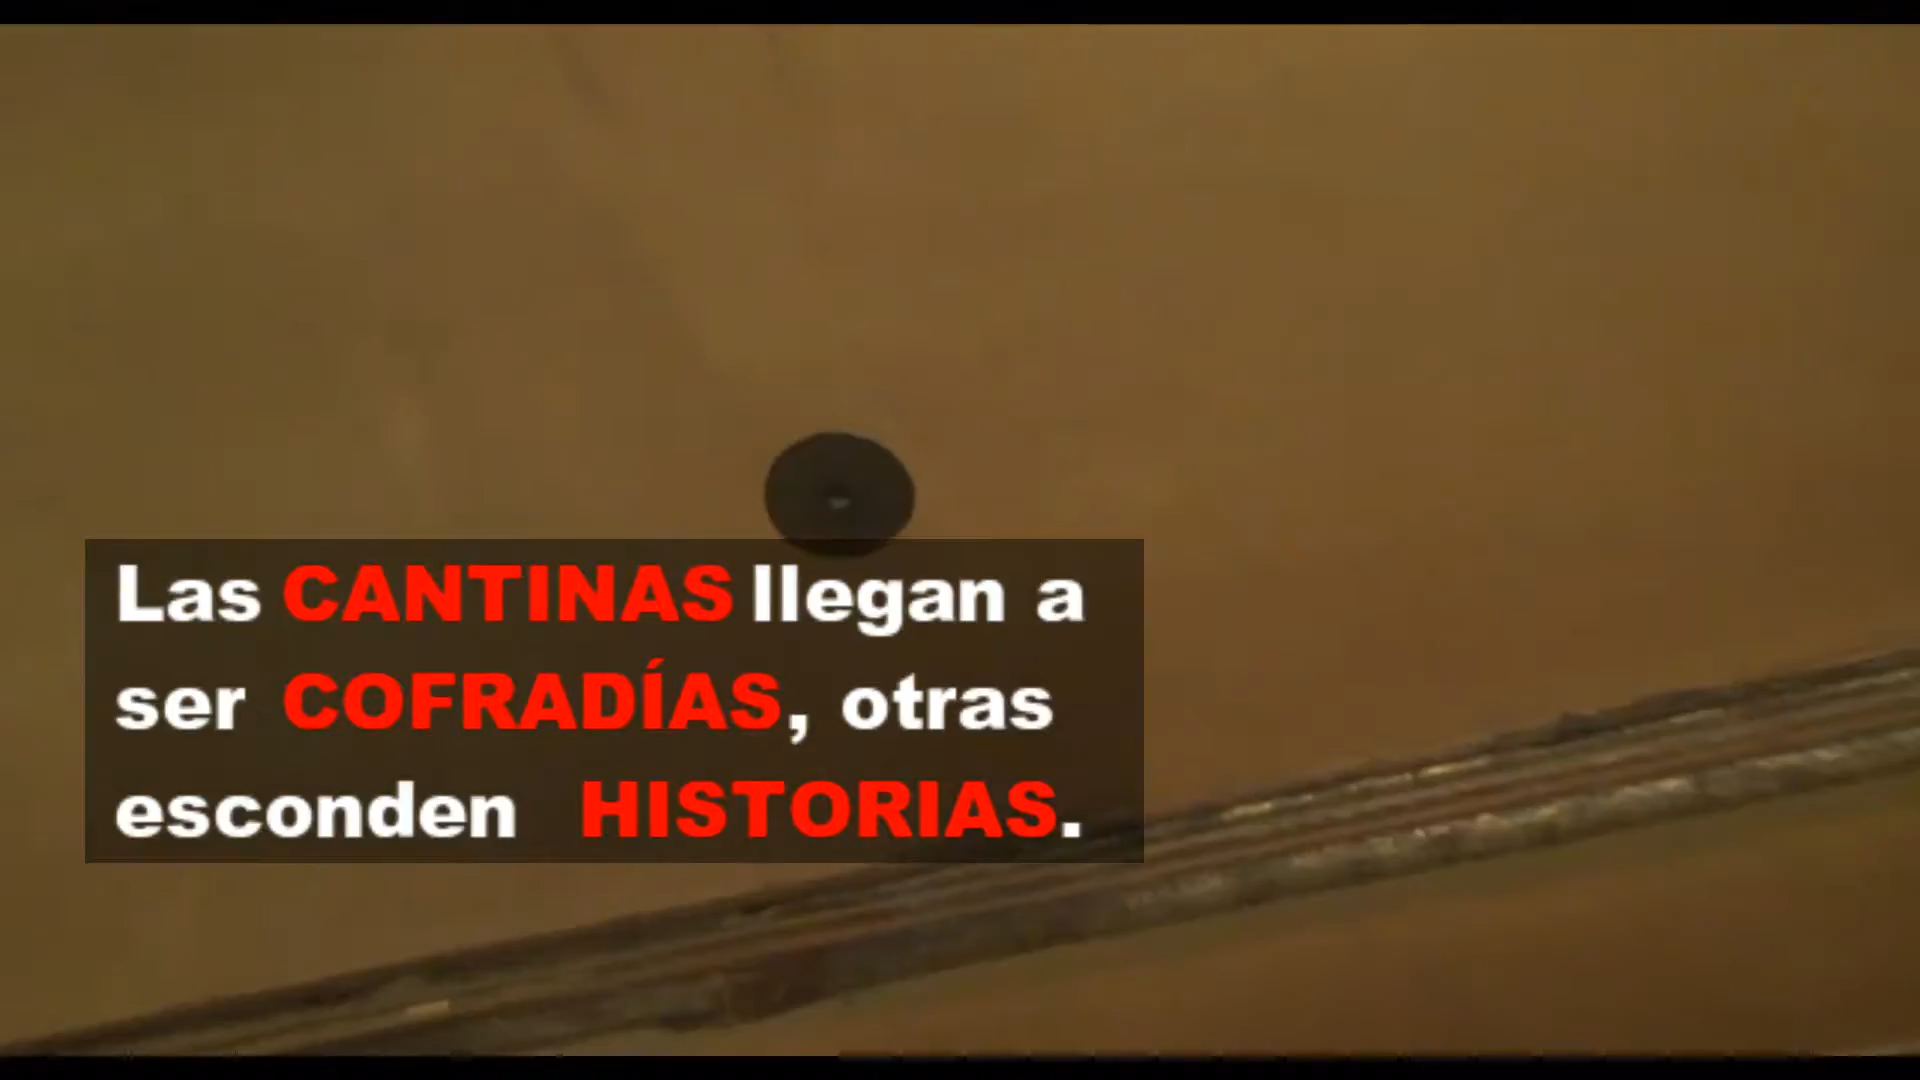 Las CANTINAS llegan a
ser COFRADÍAS, otras
esconden HISTORIAS.